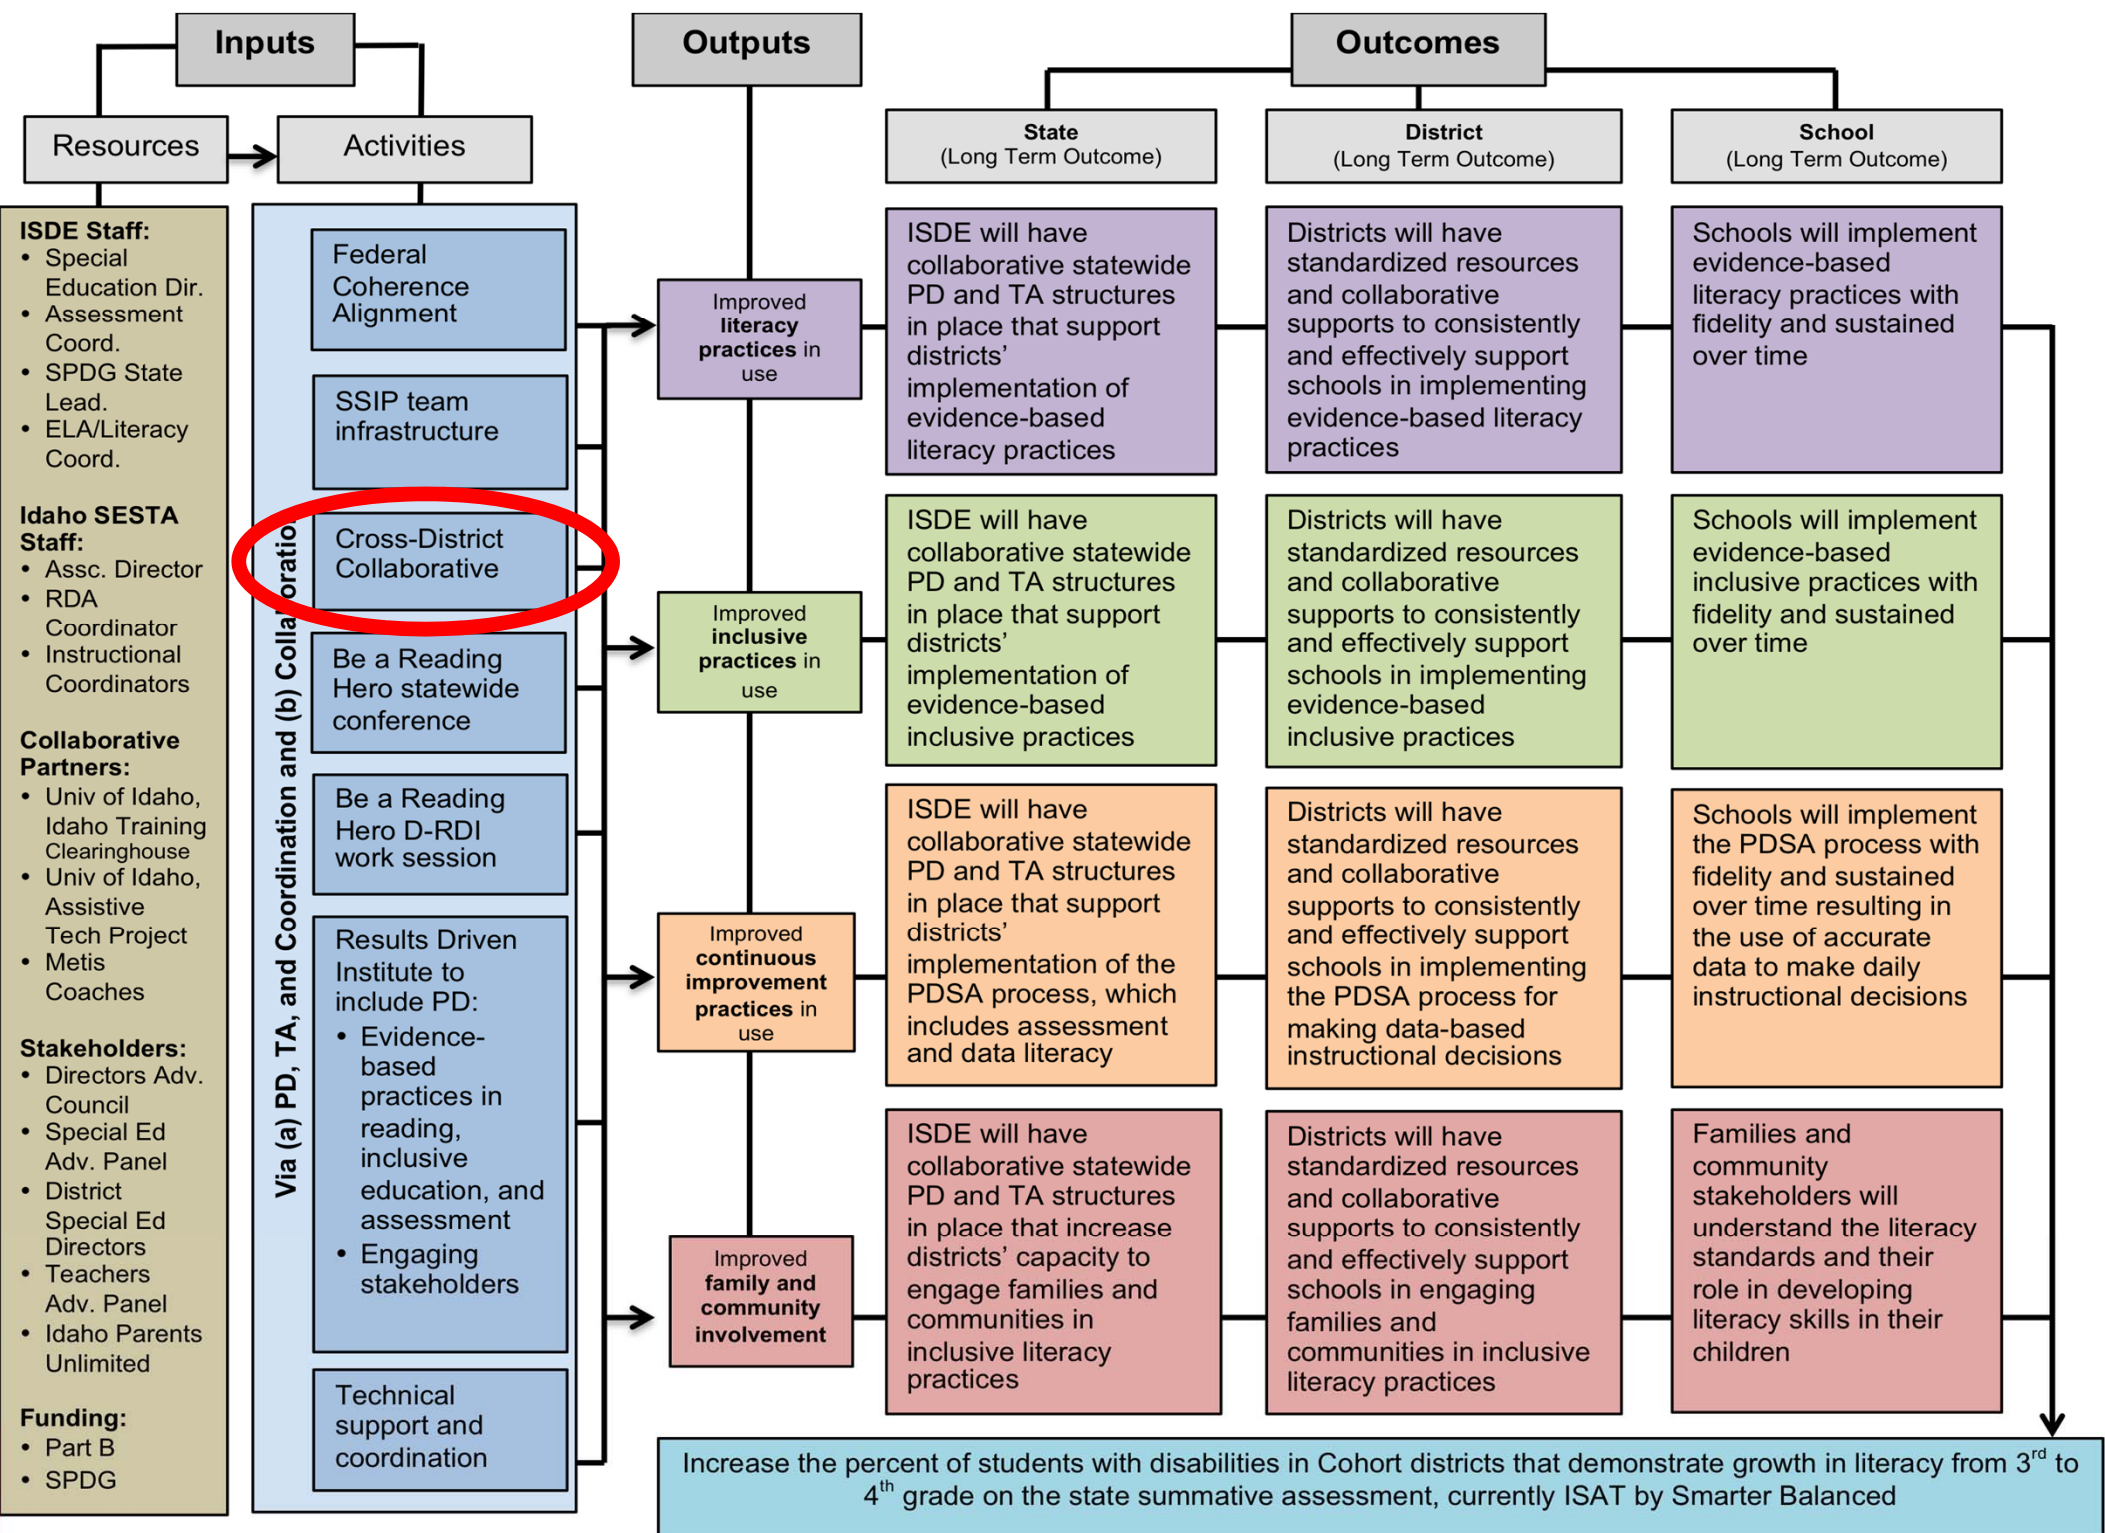 Inputs
Outputs
Outcomes
Resources
Activities
State
(Long Term Outcome)
District
(Long Term Outcome)
School
(Long Term Outcome)
ISDE Staff:
• Special
Education Dir.
• Assessment
Coord.
• SPDG State
Lead.
• ELA/Literacy
Coord.
Idaho SESTA
Staff:
• Assc. Director
• RDA
Coordinator
• Instructional
Coordinators
Collaborative
Partners:
• Univ of Idaho,
Idaho Training
Clearinghouse
• Univ of Idaho,
Assistive
Tech Project
• Metis
Coaches
Stakeholders:
• Directors Adv.
Council
• Special Ed
Adv. Panel
• District
Special Ed
Directors
• Teachers
Adv. Panel
• Idaho Parents
Unlimited
Funding:
• Part B
• SPDG
Via (a) PD, TA, and Coordination and (b) Collaboration
Federal
Coherence
Alignment
SSIP team
infrastructure
Cross-District
Collaborative
Be a Reading
Hero statewide
conference
Be a Reading
Hero D-RDI
work session
Results Driven
Institute to
include PD:
• Evidence-
based
practices in
reading,
inclusive
education, and
assessment
• Engaging
stakeholders
Technical
support and
coordination
Improved
literacy
practices in
use
ISDE will have
collaborative statewide
PD and TA structures
in place that support
districts’
implementation of
evidence-based
literacy practices
Districts will have
standardized resources
and collaborative
supports to consistently
and effectively support
schools in implementing
evidence-based literacy
practices
Schools will implement
evidence-based
literacy practices with
fidelity and sustained
over time
Improved
inclusive
practices in
use
ISDE will have
collaborative statewide
PD and TA structures
in place that support
districts’
implementation of
evidence-based
inclusive practices
Districts will have
standardized resources
and collaborative
supports to consistently
and effectively support
schools in implementing
evidence-based
inclusive practices
Schools will implement
evidence-based
inclusive practices with
fidelity and sustained
over time
Improved
continuous
improvement
practices in
use
ISDE will have
collaborative statewide
PD and TA structures
in place that support
districts’
implementation of the
PDSA process, which
includes assessment
and data literacy
Districts will have
standardized resources
and collaborative
supports to consistently
and effectively support
schools in implementing
the PDSA process for
making data-based
instructional decisions
Schools will implement
the PDSA process with
fidelity and sustained
over time resulting in
the use of accurate
data to make daily
instructional decisions
Improved
family and
community
involvement
ISDE will have
collaborative statewide
PD and TA structures
in place that increase
districts’ capacity to
engage families and
communities in
inclusive literacy
practices
Districts will have
standardized resources
and collaborative
supports to consistently
and effectively support
schools in engaging
families and
communities in inclusive
literacy practices
Families and
community
stakeholders will
understand the literacy
standards and their
role in developing
literacy skills in their
children
Increase the percent of students with disabilities in Cohort districts that demonstrate growth in literacy from 3rd to
4th grade on the state summative assessment, currently ISAT by Smarter Balanced